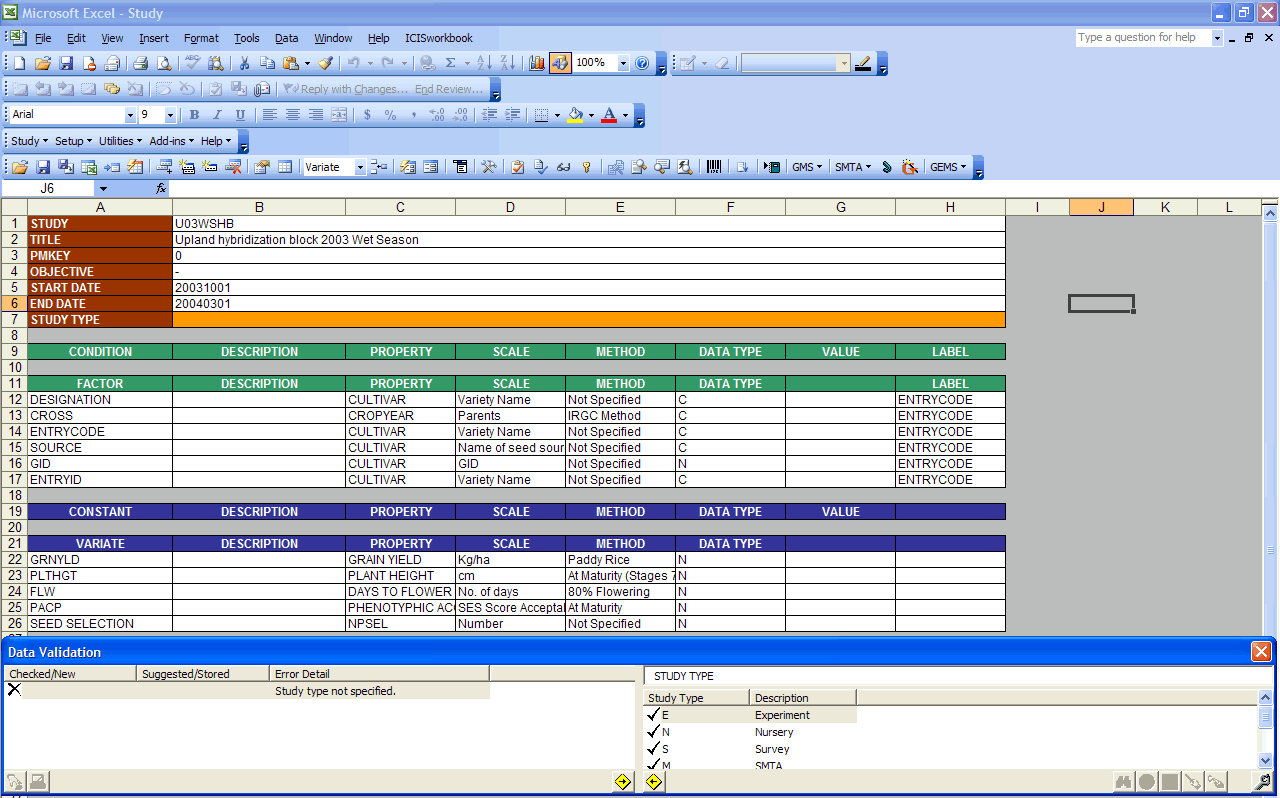 Microsoft Excel - Study
File Edit View Insert Format Tools Data Window Help ICISworkbook Type a question for help
100%
Reply with Changes... End Review...
Arial 9 B I U $ % ,
Study Setup Utilities Add-ins Help
Variate GMS SMTA GEMS
J6 fx
A B C D E F G H I J K L
1 STUDY U03WSHB
2 TITLE Upland hybridization block 2003 Wet Season
3 PMKEY 0
4 OBJECTIVE -
5 START DATE 20031001
6 END DATE 20040301
7 STUDY TYPE
8
9 CONDITION DESCRIPTION PROPERTY SCALE METHOD DATA TYPE VALUE LABEL
10
11 FACTOR DESCRIPTION PROPERTY SCALE METHOD DATA TYPE LABEL
12 DESIGNATION CULTIVAR Variety Name Not Specified C ENTRYCODE
13 CROSS CROPYEAR Parents IRGC Method C ENTRYCODE
14 ENTRYCODE CULTIVAR Variety Name Not Specified C ENTRYCODE
15 SOURCE CULTIVAR Name of seed sour Not Specified C ENTRYCODE
16 GID CULTIVAR GID Not Specified N ENTRYCODE
17 ENTRYID CULTIVAR Variety Name Not Specified C ENTRYCODE
18
19 CONSTANT DESCRIPTION PROPERTY SCALE METHOD DATA TYPE VALUE
20
21 VARIATE DESCRIPTION PROPERTY SCALE METHOD DATA TYPE
22 GRNYLD GRAIN YIELD Kg/ha Paddy Rice N
23 PLTHGT PLANT HEIGHT cm At Maturity (Stages 7 N
24 FLW DAYS TO FLOWER No. of days 80% Flowering N
25 PACP PHENOTYPHIC AC SES Score Accepta At Maturity N
26 SEED SELECTION NPSEL Number Not Specified N
Data Validation
Checked/New Suggested/Stored Error Detail
Study type not specified.
STUDY TYPE
Study Type Description
E Experiment
N Nursery
S Survey
M SMTA